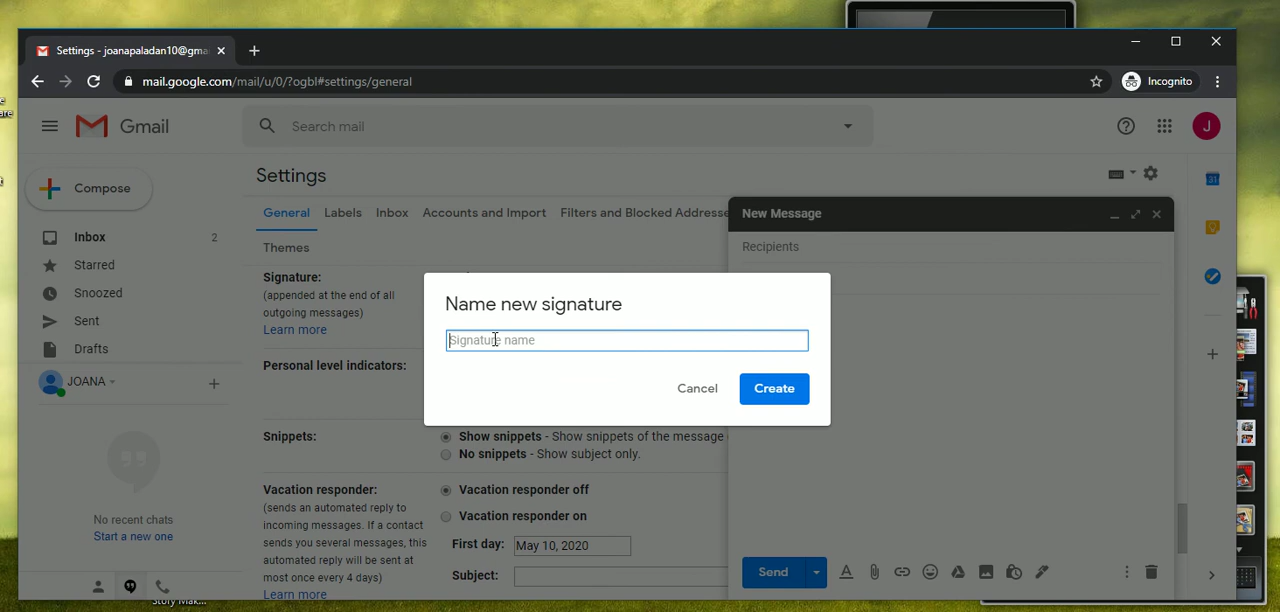 Settings - joanapaladan10@gma
mail.google.com/mail/u/0/?ogbl#settings/general
Incognito
Gmail
Search mail
J
Compose
Settings
General Labels Inbox Accounts and Import Filters and Blocked Addresse
Themes
Inbox 2
Starred
Snoozed
Sent
Drafts
JOANA
No recent chats
Start a new one
Signature:
(appended at the end of all
outgoing messages)
Learn more
Personal level indicators:
Snippets:
Show snippets - Show snippets of the message
No snippets - Show subject only.
Vacation responder:
(sends an automated reply to
incoming messages. If a contact
sends you several messages, this
automated reply will be sent at
most once every 4 days)
Learn more
Vacation responder off
Vacation responder on
First day: May 10, 2020
Subject:
New Message
Recipients
Name new signature
Signature name
Cancel
Create
Send
31
Story Mak...